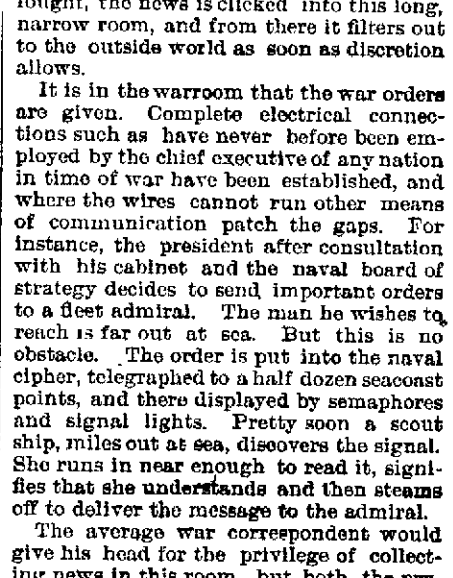 fought, the news is clicked into this long,
narrow room, and from there it filters out
to the outside world as soon as discretion
allows.
It is in the warroom that the war orders
are given. Complete electrical connec-
tions such as have never before been em-
ployed by the chief executive of any nation
in time of war have been established, and
where the wires cannot run other means
of communication patch the gaps. For
instance, the president after consultation
with his cabinet and the naval board of
strategy decides to send important orders
to a fleet admiral. The man he wishes to
reach is far out at sea. But this is no
obstacle. The order is put into the naval
cipher, telegraphed to a half dozen seacoast
points, and there displayed by semaphores
and signal lights. Pretty soon a scout
ship, miles out at sea, discovers the signal.
She runs in near enough to read it, signi-
fies that she understands and then steams
off to deliver the message to the admiral.
The average war correspondent would
give his head for the privilege of collect-
ing news in this room, but both the